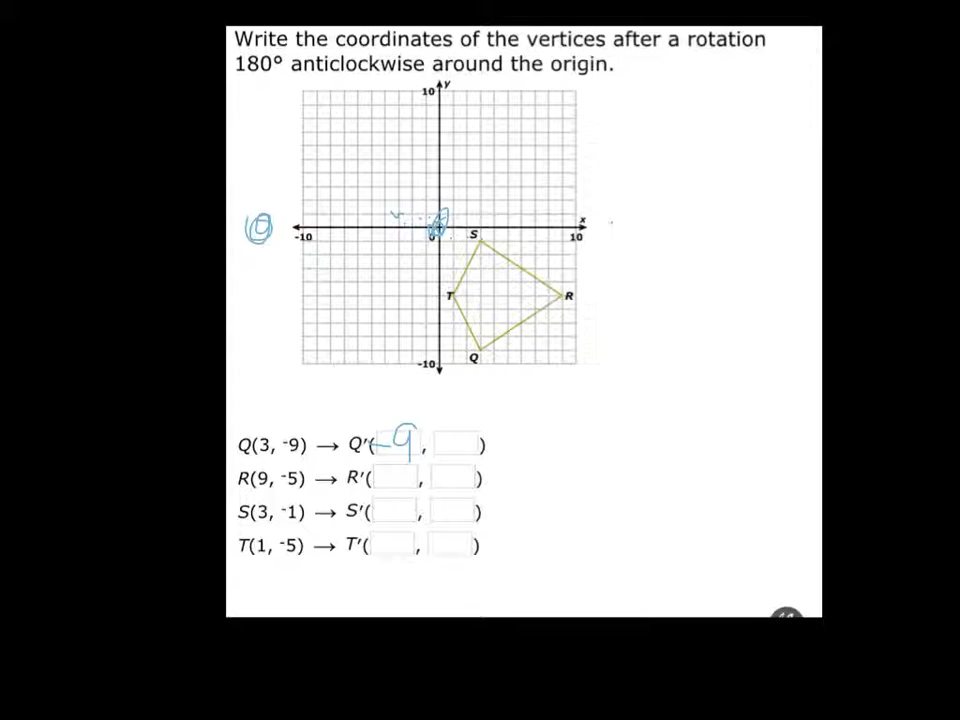 Write the coordinates of the vertices after a rotation
180° anticlockwise around the origin.
y
10
x
-10 0 10
S
T R
-10
Q
Q(3, -9) → Q'(-9, )
R(9, -5) → R'( , )
S(3, -1) → S'( , )
T(1, -5) → T'( , )